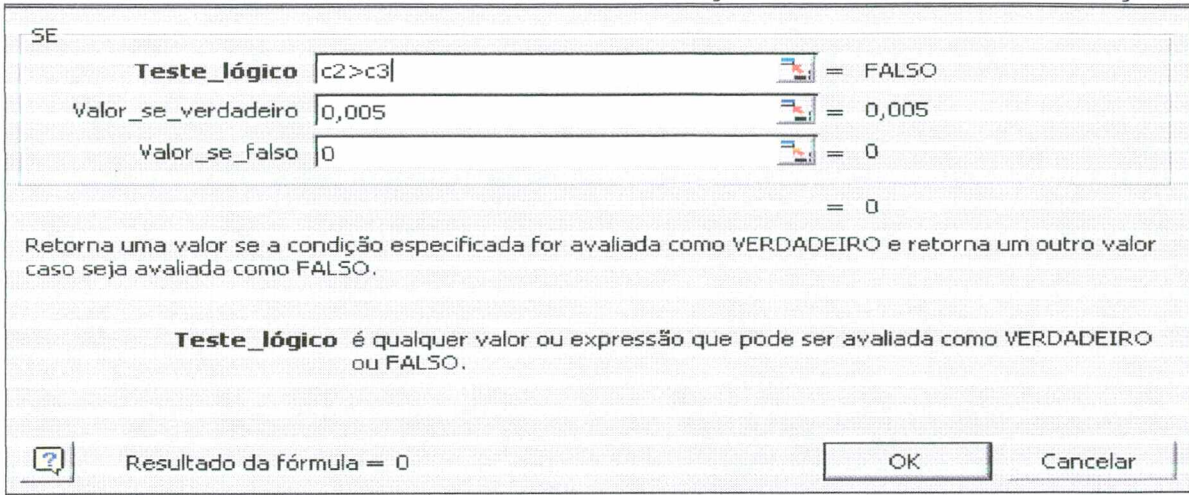 SE
Teste_lógico c2>c3 = FALSO
Valor_se_verdadeiro 0,005 = 0,005
Valor_se_falso 0 = 0
= 0
Retorna uma valor se a condição especificada for avaliada como VERDADEIRO e retorna um outro valor
caso seja avaliada como FALSO.
Teste_lógico é qualquer valor ou expressão que pode ser avaliada como VERDADEIRO
ou FALSO.
Resultado da fórmula = 0 OK Cancelar